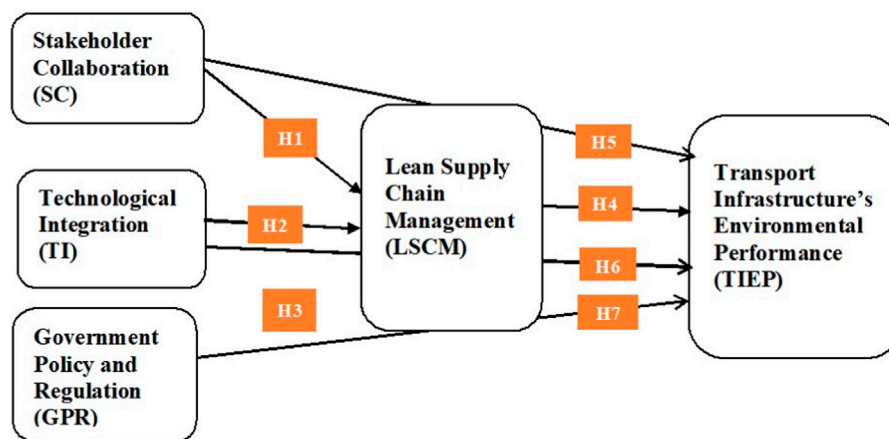 Stakeholder
Collaboration
(SC)
H1
Technological
Integration
(TI)
H2
H3
Government
Policy and
Regulation
(GPR)
Lean Supply
Chain
Management
(LSCM)
H5
H4
H6
H7
Transport
Infrastructure's
Environmental
Performance
(TIEP)